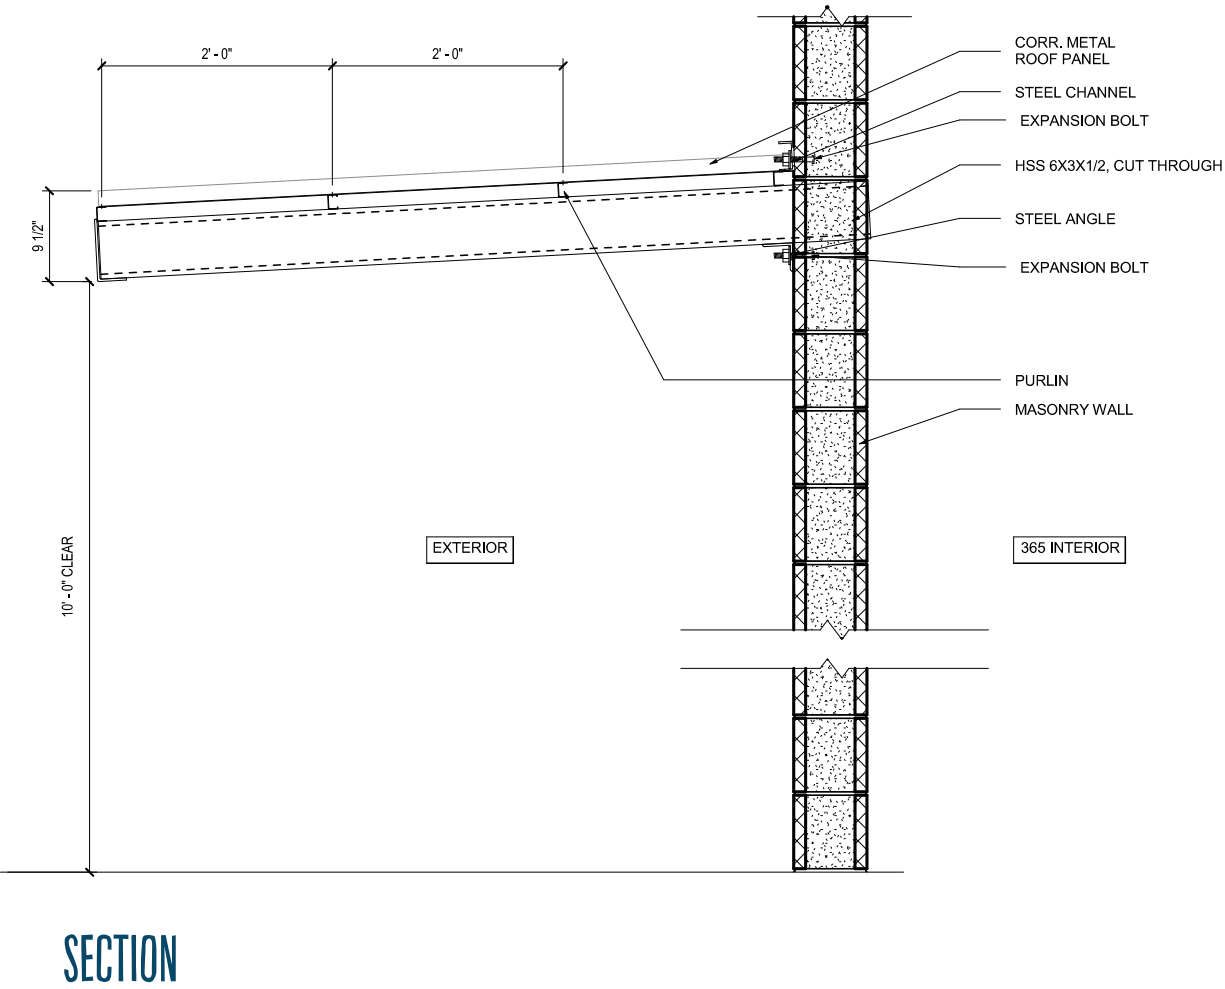 CORR. METAL
ROOF PANEL
2' - 0"
2' - 0"
STEEL CHANNEL
EXPANSION BOLT
HSS 6X3X1/2, CUT THROUGH
STEEL ANGLE
9 1/2"
EXPANSION BOLT
PURLIN
MASONRY WALL
EXTERIOR
365 INTERIOR
10' - 0" CLEAR
SECTION